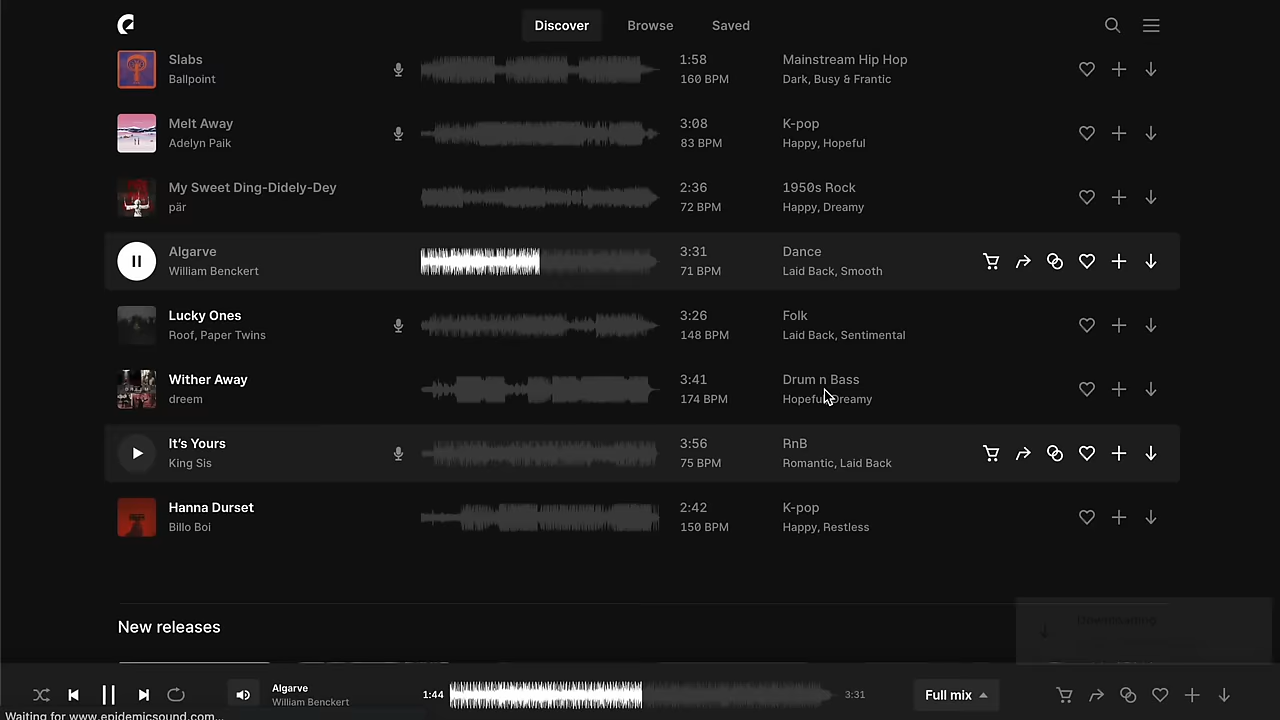 Discover Browse Saved
Slabs
Ballpoint
1:58
160 BPM
Mainstream Hip Hop
Dark, Busy & Frantic
Melt Away
Adelyn Paik
3:08
83 BPM
K-pop
Happy, Hopeful
My Sweet Ding-Didely-Dey
pär
2:36
72 BPM
1950s Rock
Happy, Dreamy
Algarve
William Benckert
3:31
71 BPM
Dance
Laid Back, Smooth
Lucky Ones
Roof, Paper Twins
3:26
148 BPM
Folk
Laid Back, Sentimental
Wither Away
dreem
3:41
174 BPM
Drum n Bass
Hopeful, Dreamy
It's Yours
King Sis
3:56
75 BPM
RnB
Romantic, Laid Back
Hanna Durset
Billo Boi
2:42
150 BPM
K-pop
Happy, Restless
New releases
Downloading
Algarve
William Benckert
1:44
3:31
Full mix
Waiting for www.epidemicsound.com...